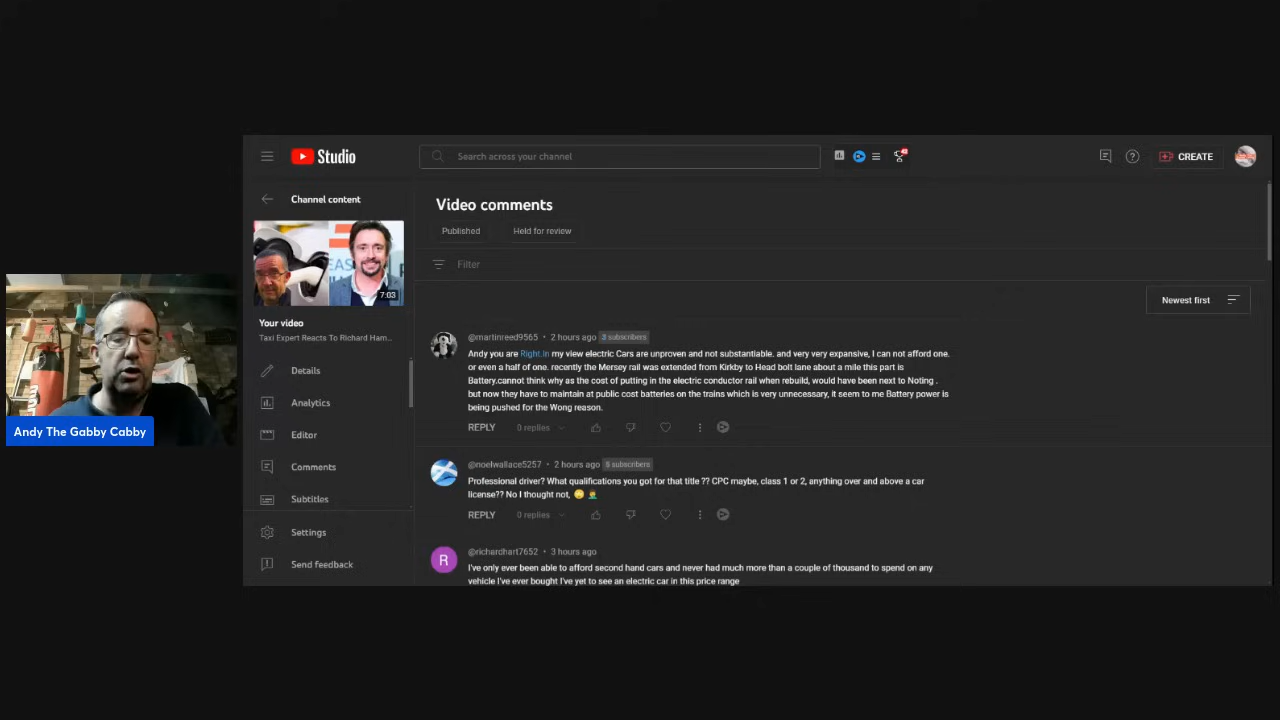 Studio
Search across your channel
CREATE
Channel content
7:03
Your video
Taxi Expert Reacts To Richard Ham...
Details
Analytics
Editor
Comments
Subtitles
Settings
Send feedback
Video comments
Published
Held for review
Filter
Newest first
@martinreed9565 • 2 hours ago 3 subscribers
Andy you are Right.In my view electric Cars are unproven and not substantiable. and very very expensive, I can not afford one.
or even a half of one. recently the Mersey rail was extended from Kirkby to Head bolt lane about a mile this part is
Battery.cannot think why as the cost of putting in the electric conductor rail when rebuild, would have been next to Noting .
but now they have to maintain at public cost batteries on the trains which is very unnecessary, it seem to me Battery power is
being pushed for the Wong reason.
REPLY 0 replies
@noelwallace5257 • 2 hours ago 5 subscribers
Professional driver? What qualifications you got for that title ?? CPC maybe, class 1 or 2, anything over and above a car
license?? No I thought not, 🙄 🤦‍♂️
REPLY 0 replies
R
@richardhart7652 • 3 hours ago
I've only ever been able to afford second hand cars and never had much more than a couple of thousand to spend on any
vehicle I've ever bought I've yet to see an electric car in this price range
Andy The Gabby Cabby